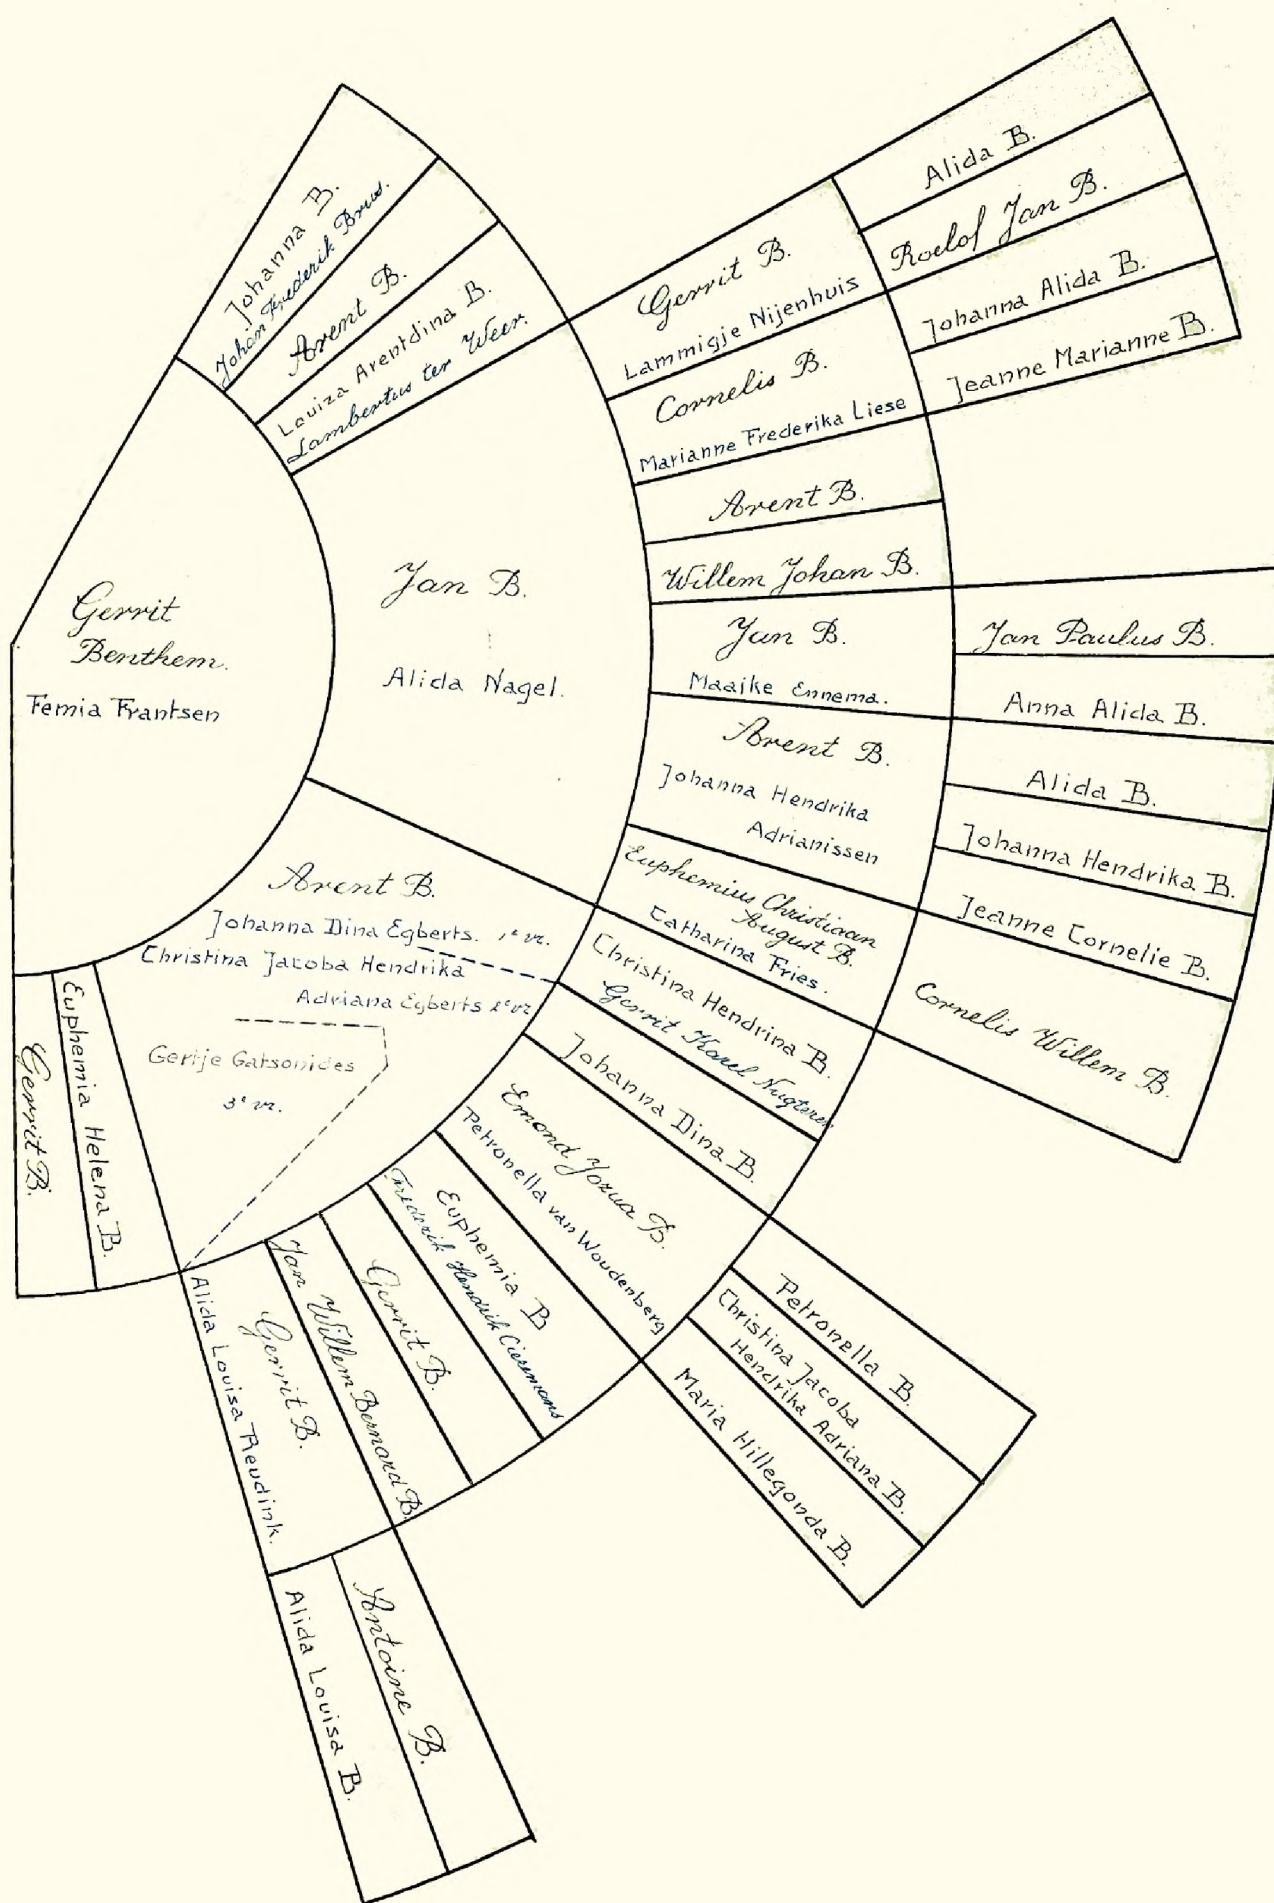 Gerrit
Benthem.
Femia Frantsen
Johanna B.
Johan Frederik Brus.
Arent B.
Louiza Arentdina B.
Lambertus ter Weer.
Jan B.
Alida Nagel.
Arent B.
Johanna Dina Egberts. 1e vr.
Christina Jacoba Hendrika
Adriana Egberts 2e vr
Gertje Gatsonides
3e vr.
Euphemia Helena B.
Gerrit B.
Gerrit B.
Lammigje Nijenhuis
Cornelis B.
Marianne Frederika Liese
Arent B.
Willem Johan B.
Jan B.
Maaike Ennema.
Arent B.
Johanna Hendrika
Adrianissen
Euphemius Christiaan
August B.
Catharina Fries.
Christina Hendrina B.
Gerrit Karel Nugteren
Johanna Dina B.
Emond Jozua B.
Petronella van Woudenberg
Euphemia B
Frederik Hendrik Ciermans
Gerrit B.
Jan Willem Bernard B.
Gerrit B.
Alida Louisa Reudink.
Alida B.
Roelof Jan B.
Johanna Alida B.
Jeanne Marianne B.
Jan Paulus B.
Anna Alida B.
Alida B.
Johanna Hendrika B.
Jeanne Cornelie B.
Cornelis Willem B.
Petronella B.
Christina Jacoba
Hendrika Adriana B.
Maria Hillegonda B.
Antoine B.
Alida Louisa B.